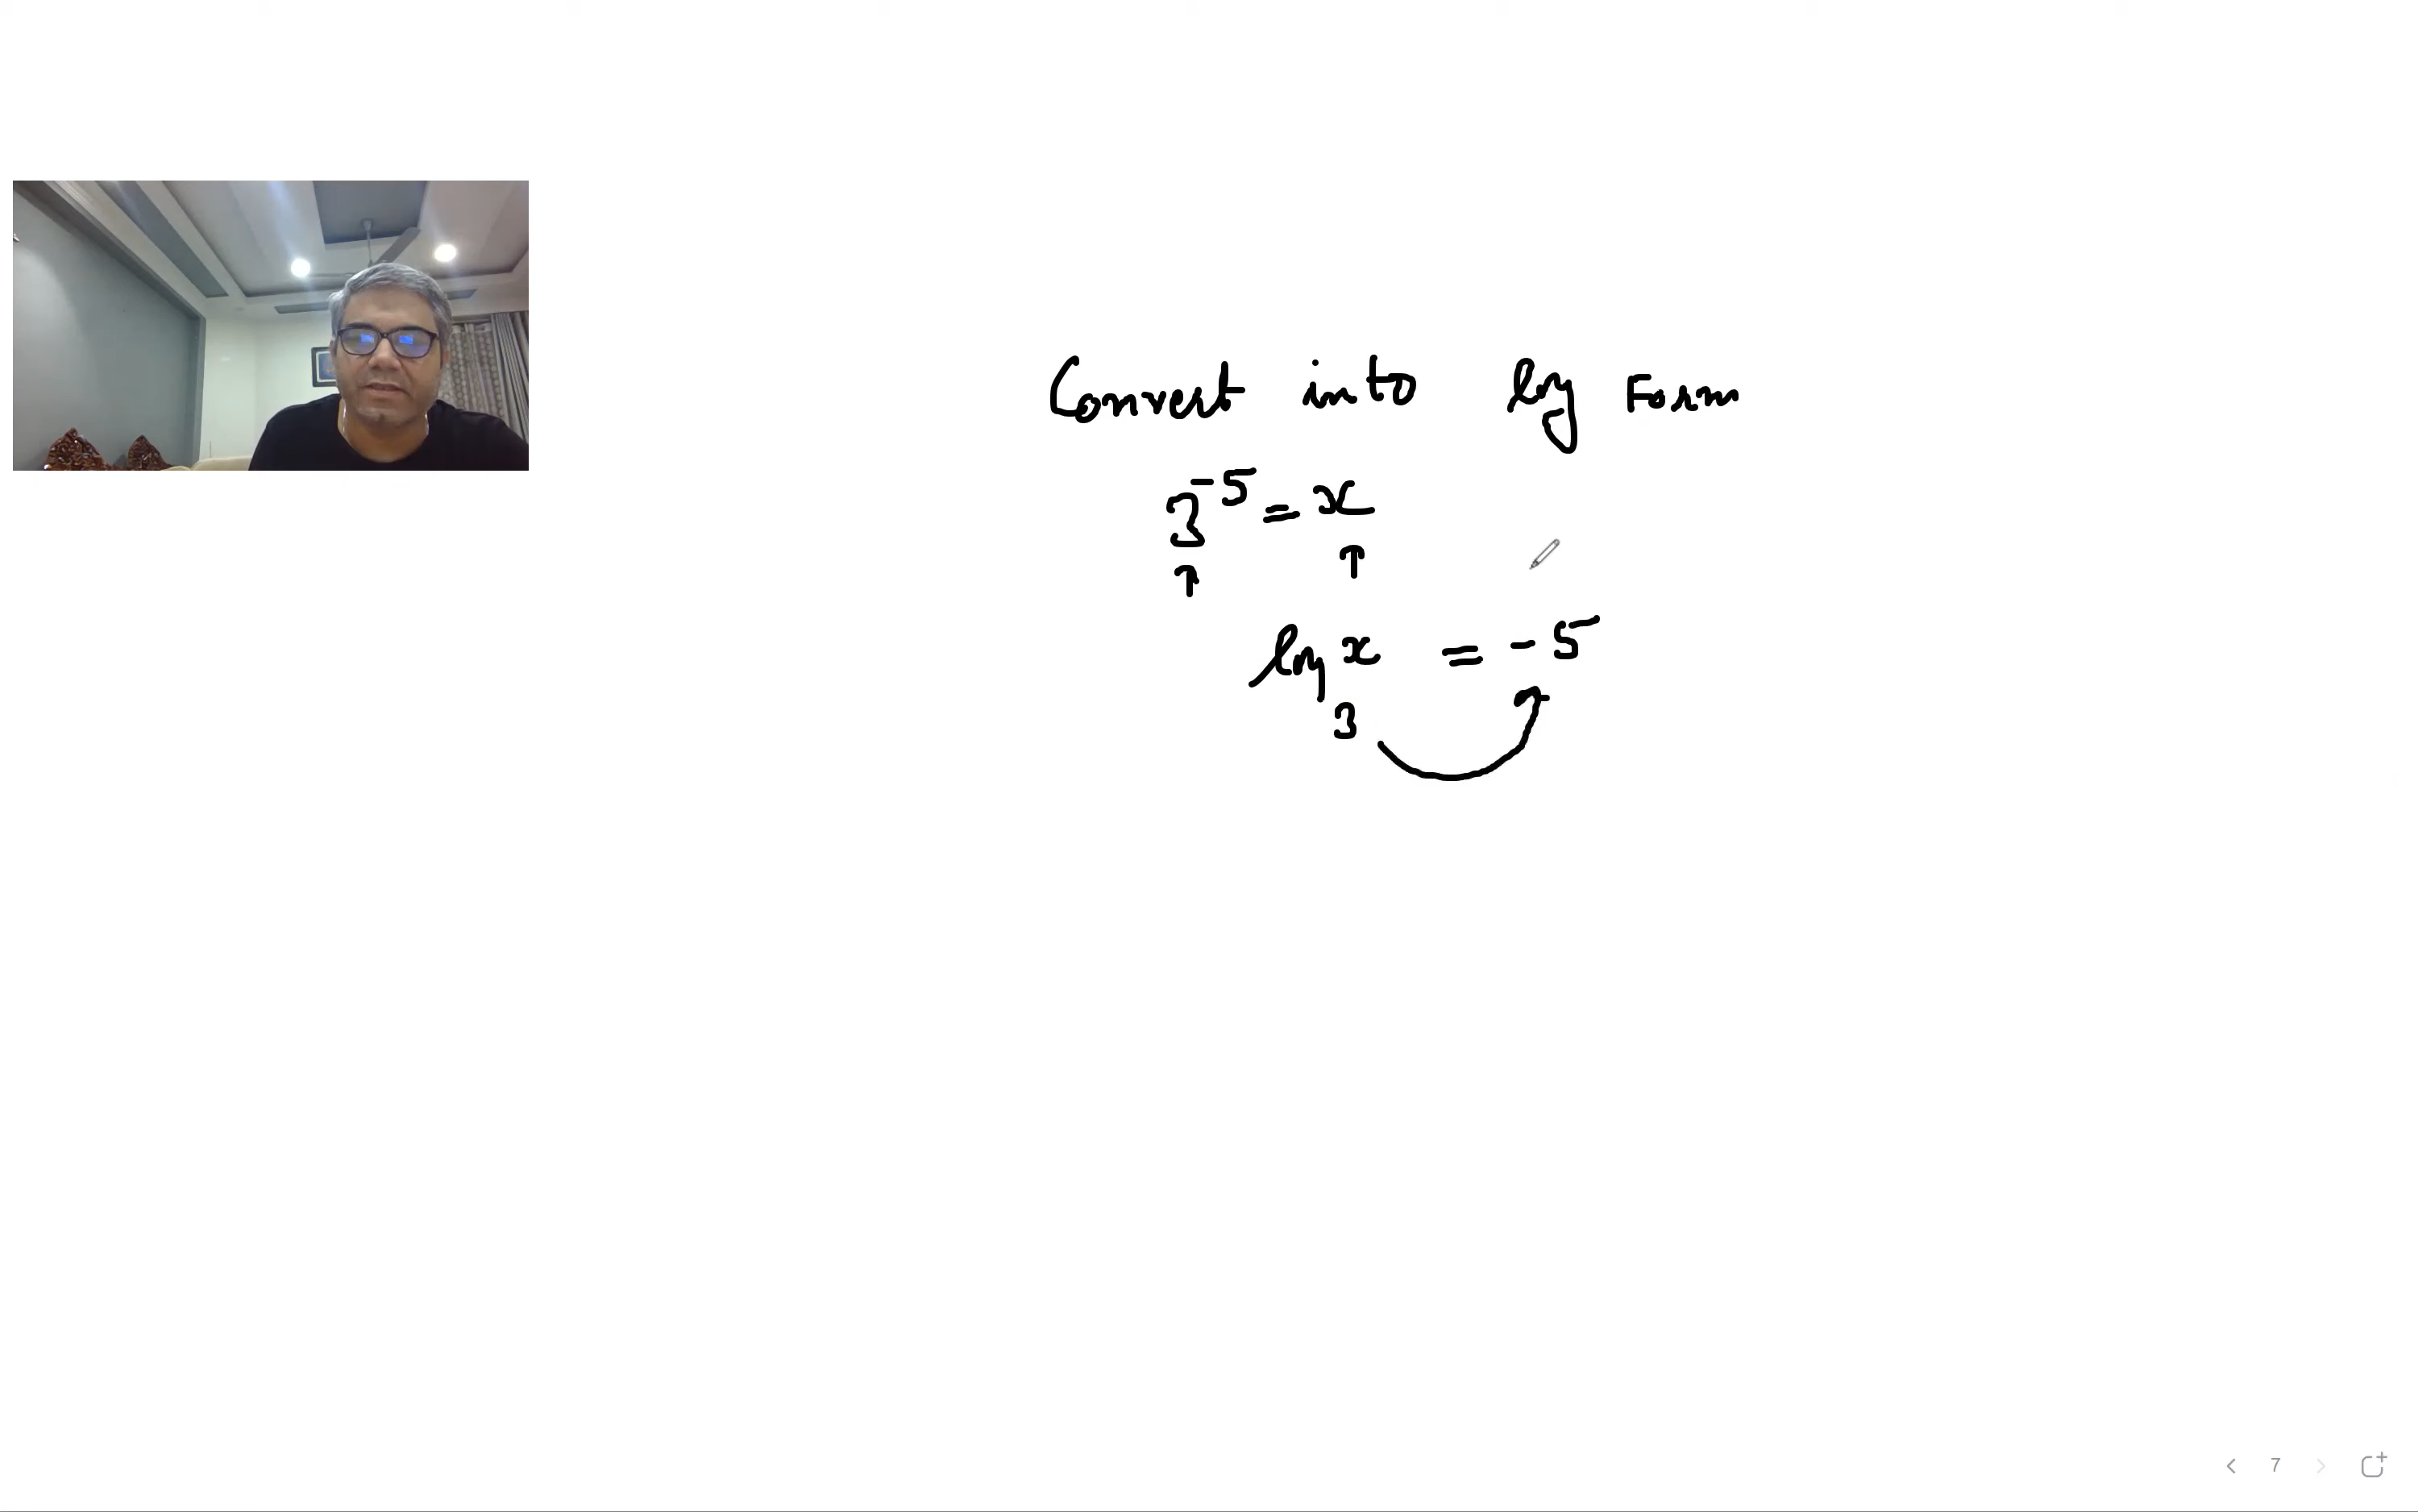 Convert into log Form
3⁻⁵ = x
↑ ↑
log₃ x = -5
7